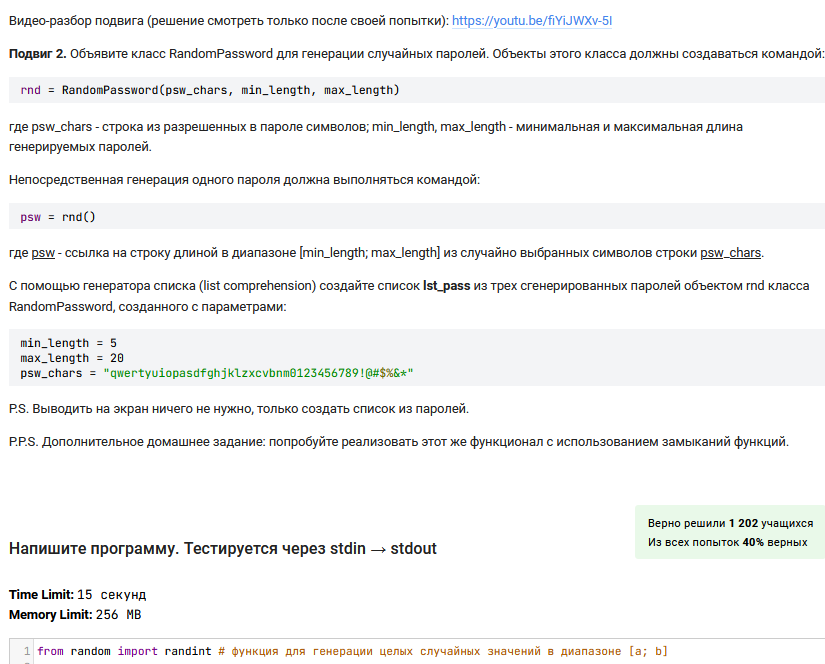 Видео-разбор подвига (решение смотреть только после своей попытки): https://youtu.be/fiYiJWXv-5I
Подвиг 2. Объявите класс RandomPassword для генерации случайных паролей. Объекты этого класса должны создаваться командой:
rnd = RandomPassword(psw_chars, min_length, max_length)
где psw_chars - строка из разрешенных в пароле символов; min_length, max_length - минимальная и максимальная длина
генерируемых паролей.
Непосредственная генерация одного пароля должна выполняться командой:
psw = rnd()
где psw - ссылка на строку длиной в диапазоне [min_length; max_length] из случайно выбранных символов строки psw_chars.
С помощью генератора списка (list comprehension) создайте список lst_pass из трех сгенерированных паролей объектом rnd класса
RandomPassword, созданного с параметрами:
min_length = 5
max_length = 20
psw_chars = "qwertyuiopasdfghjklzxcvbnm0123456789!@#$%&*"
P.S. Выводить на экран ничего не нужно, только создать список из паролей.
P.P.S. Дополнительное домашнее задание: попробуйте реализовать этот же функционал с использованием замыканий функций.
Верно решили 1 202 учащихся
Из всех попыток 40% верных
Напишите программу. Тестируется через stdin → stdout
Time Limit: 15 секунд
Memory Limit: 256 MB
1 from random import randint # функция для генерации целых случайных значений в диапазоне [a; b]